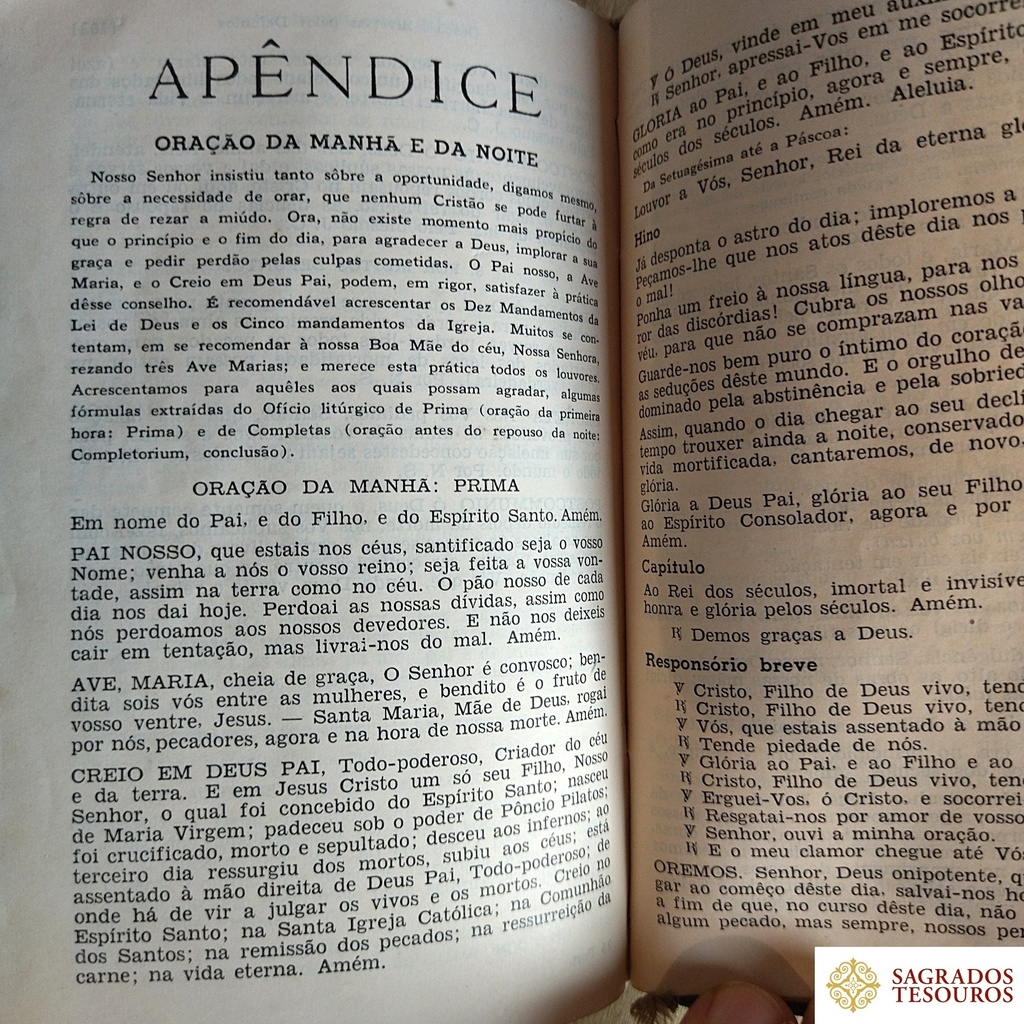 APÊNDICE
ORAÇÃO DA MANHÃ E DA NOITE
Nosso Senhor insistiu tanto sôbre a oportunidade, digamos mesmo,
sôbre a necessidade de orar, que nenhum Cristão se pode furtar à
regra de rezar a miúdo. Ora, não existe momento mais propício do
que o princípio e o fim do dia, para agradecer a Deus, implorar a sua
graça e pedir perdão pelas culpas cometidas. O Pai nosso, a Ave
Maria, e o Creio em Deus Pai, podem, em rigor, satisfazer à prática
dêsse conselho. É recomendável acrescentar os Dez Mandamentos da
Lei de Deus e os Cinco mandamentos da Igreja. Muitos se con-
tentam, em se recomendar à nossa Boa Mãe do céu, Nossa Senhora,
rezando três Ave Marias; e merece esta prática todos os louvores.
Acrescentamos para aquêles aos quais possam agradar, algumas
fórmulas extraídas do Ofício litúrgico de Prima (oração da primeira
hora: Prima) e de Completas (oração antes do repouso da noite:
Completorium, conclusão).
ORAÇÃO DA MANHÃ: PRIMA
Em nome do Pai, e do Filho, e do Espírito Santo. Amém.
PAI NOSSO, que estais nos céus, santificado seja o vosso
Nome; venha a nós o vosso reino; seja feita a vossa von-
tade, assim na terra como no céu. O pão nosso de cada
dia nos dai hoje. Perdoai as nossas dívidas, assim como
nós perdoamos aos nossos devedores. E não nos deixeis
cair em tentação, mas livrai-nos do mal. Amém.
AVE, MARIA, cheia de graça, O Senhor é convosco; ben-
dita sois vós entre as mulheres, e bendito é o fruto de
vosso ventre, Jesus. — Santa Maria, Mãe de Deus, rogai
por nós, pecadores, agora e na hora de nossa morte. Amém.
CREIO EM DEUS PAI, Todo-poderoso, Criador do céu
e da terra. E em Jesus Cristo um só seu Filho, Nosso
Senhor, o qual foi concebido do Espírito Santo; nasceu
de Maria Virgem; padeceu sob o poder de Pôncio Pilatos;
foi crucificado, morto e sepultado; desceu aos infernos; ao
terceiro dia ressurgiu dos mortos, subiu aos céus; está
assentado à mão direita de Deus Pai, Todo-poderoso; de
onde há de vir a julgar os vivos e os mortos. Creio no
Espírito Santo; na Santa Igreja Católica; na Comunhão
dos Santos; na remissão dos pecados; na ressurreição da
carne; na vida eterna. Amém.
℣ Ó Deus, vinde em meu
℟ Senhor, apressai-Vos em me
GLORIA ao Pai, e ao Filho, e ao Espírito
como era no princípio, agora e sempre,
séculos dos séculos. Amém. Aleluia.
Da Setuagésima até a Páscoa:
Louvor a Vós, Senhor, Rei da eterna
Hino
Já desponta o astro do dia; imploremos a
Peçamos-lhe que nos atos dêste dia nos
o mal!
Ponha um freio à nossa língua, para nos
ror das discórdias! Cubra os nossos
véu, para que não se comprazam nas
Guarde-nos bem puro o íntimo do
as seduções dêste mundo. E o orgulho
dominado pela abstinência e pela
Assim, quando o dia chegar ao seu
tempo trouxer ainda a noite,
vida mortificada, cantaremos, de novo,
glória.
Glória a Deus Pai, glória ao seu Filho
ao Espírito Consolador, agora e por
Amém.
Capítulo
Ao Rei dos séculos, imortal e
honra e glória pelos séculos. Amém.
℟ Demos graças a Deus.
Responsório breve
℣ Cristo, Filho de Deus vivo,
℟ Cristo, Filho de Deus vivo,
℣ Vós, que estais assentado à mão
℟ Tende piedade de nós.
℣ Glória ao Pai, e ao Filho e ao
℟ Cristo, Filho de Deus vivo,
℣ Erguei-Vos, ó Cristo, e
℟ Resgatai-nos por amor de
℣ Senhor, ouvi a minha oração.
℟ E o meu clamor chegue até
OREMOS. Senhor, Deus onipotente,
gar ao comêço dêste dia, salvai-nos
a fim de que, no curso dêste dia, não
algum pecado, mas sempre, nossos
SAGRADOS
TESOUROS